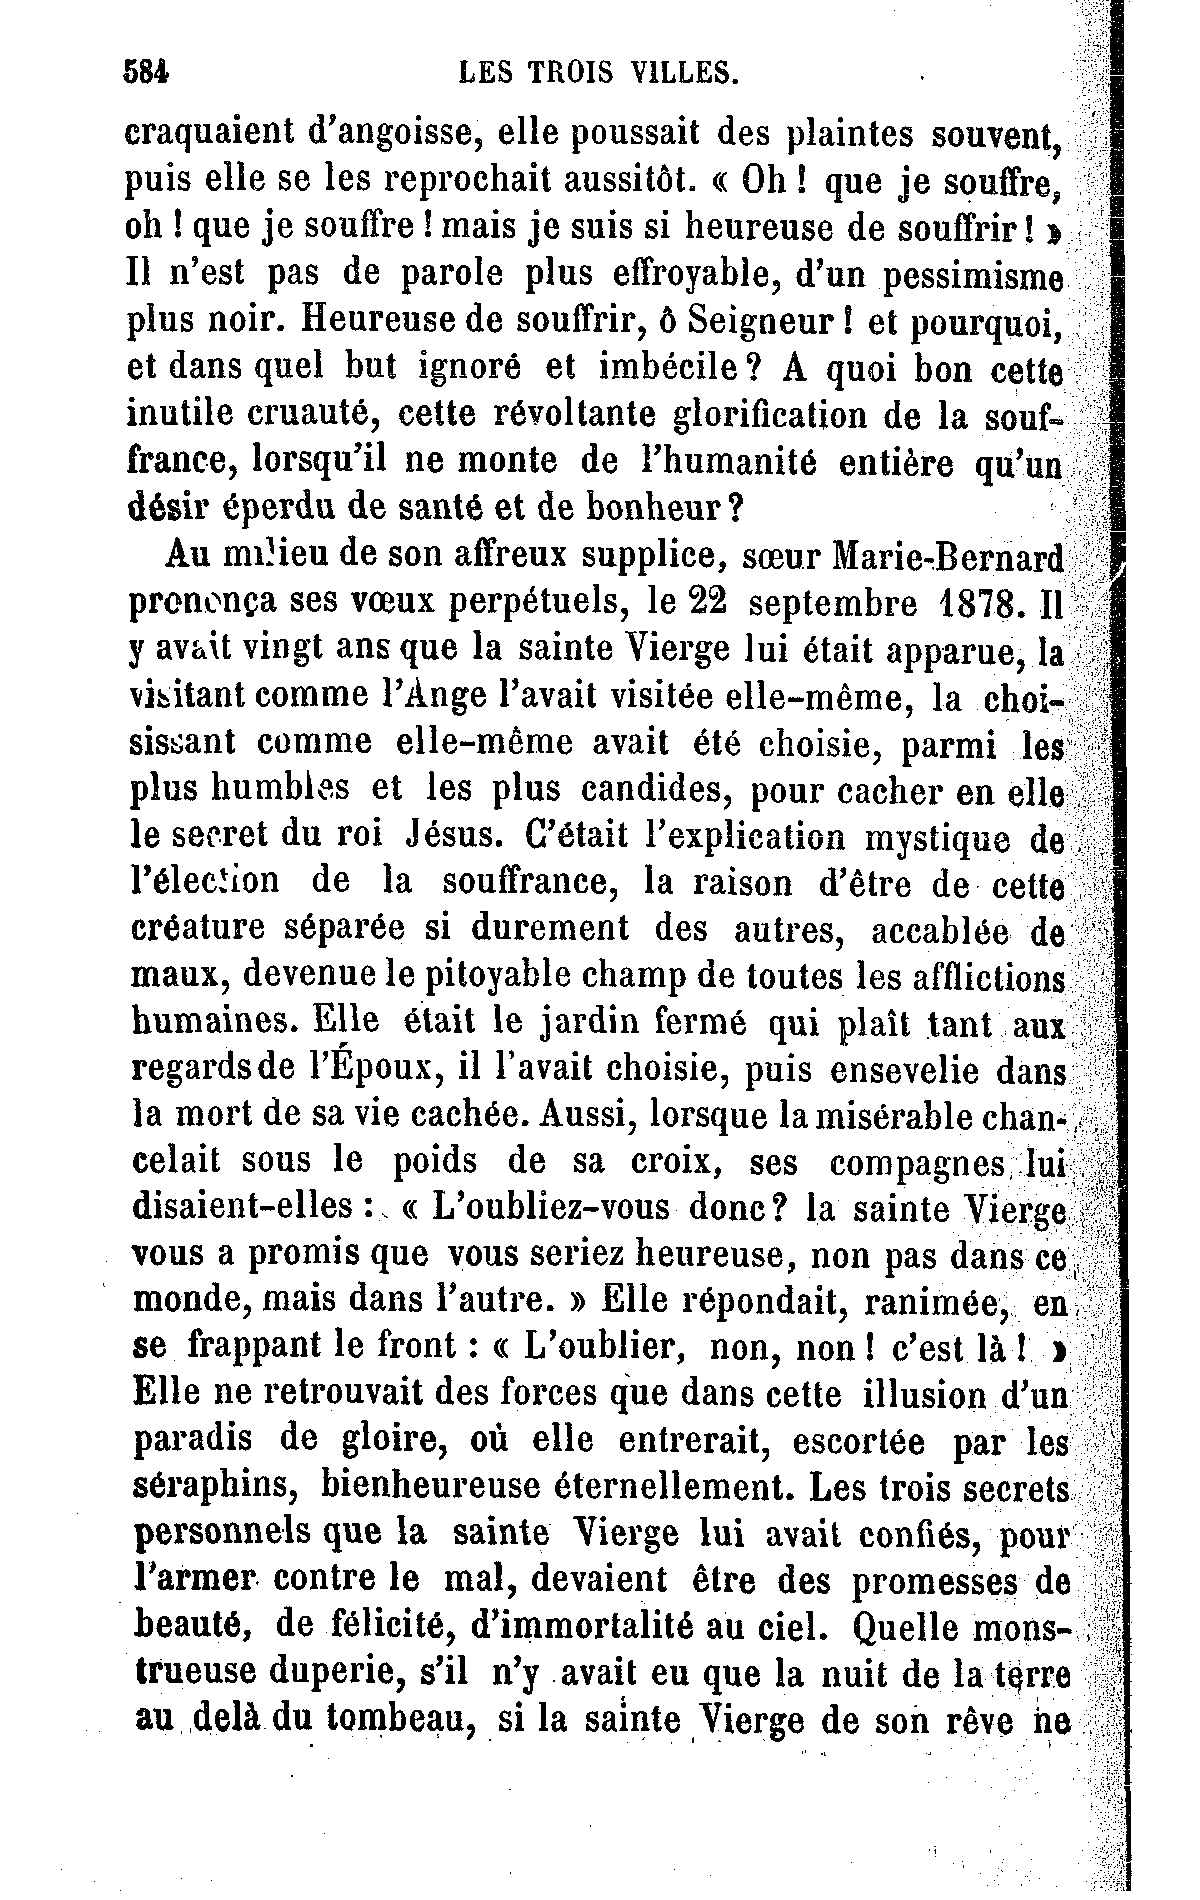 584 LES TROIS VILLES.
craquaient d'angoisse, elle poussait des plaintes souvent,
puis elle se les reprochait aussitôt. « Oh ! que je souffre,
oh ! que je souffre ! mais je suis si heureuse de souffrir ! »
Il n'est pas de parole plus effroyable, d'un pessimisme
plus noir. Heureuse de souffrir, ô Seigneur ! et pourquoi,
et dans quel but ignoré et imbécile ? A quoi bon cette
inutile cruauté, cette révoltante glorification de la souf-
france, lorsqu'il ne monte de l'humanité entière qu'un
désir éperdu de santé et de bonheur ?
Au milieu de son affreux supplice, sœur Marie-Bernard
prononça ses vœux perpétuels, le 22 septembre 1878. Il
y avait vingt ans que la sainte Vierge lui était apparue, la
visitant comme l'Ange l'avait visitée elle-même, la choi-
sissant comme elle-même avait été choisie, parmi les
plus humbles et les plus candides, pour cacher en elle
le secret du roi Jésus. C'était l'explication mystique de
l'élection de la souffrance, la raison d'être de cette
créature séparée si durement des autres, accablée de
maux, devenue le pitoyable champ de toutes les afflictions
humaines. Elle était le jardin fermé qui plaît tant aux
regards de l'Époux, il l'avait choisie, puis ensevelie dans
la mort de sa vie cachée. Aussi, lorsque la misérable chan-
celait sous le poids de sa croix, ses compagnes lui
disaient-elles : « L'oubliez-vous donc ? la sainte Vierge
vous a promis que vous seriez heureuse, non pas dans ce
monde, mais dans l'autre. » Elle répondait, ranimée, en
se frappant le front : « L'oublier, non, non ! c'est là ! »
Elle ne retrouvait des forces que dans cette illusion d'un
paradis de gloire, où elle entrerait, escortée par les
séraphins, bienheureuse éternellement. Les trois secrets
personnels que la sainte Vierge lui avait confiés, pour
l'armer contre le mal, devaient être des promesses de
beauté, de félicité, d'immortalité au ciel. Quelle mons-
trueuse duperie, s'il n'y avait eu que la nuit de la terre
au delà du tombeau, si la sainte Vierge de son rêve ne